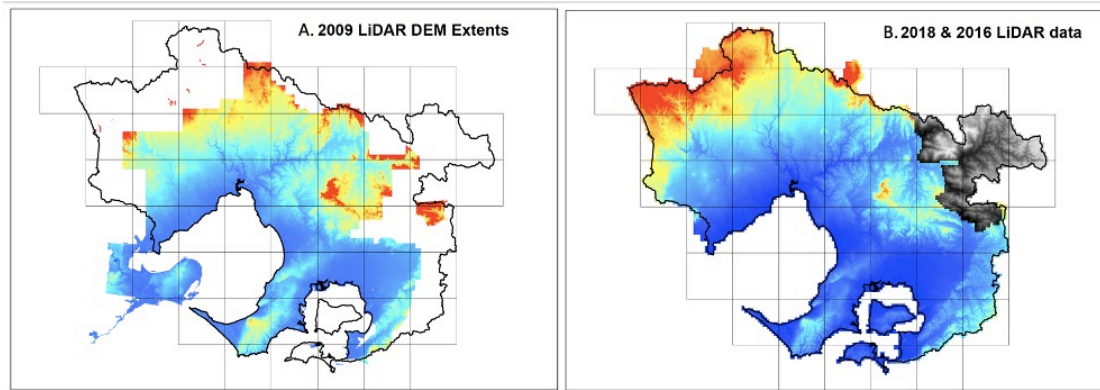 A. 2009 LiDAR DEM Extents
B. 2018 & 2016 LiDAR data